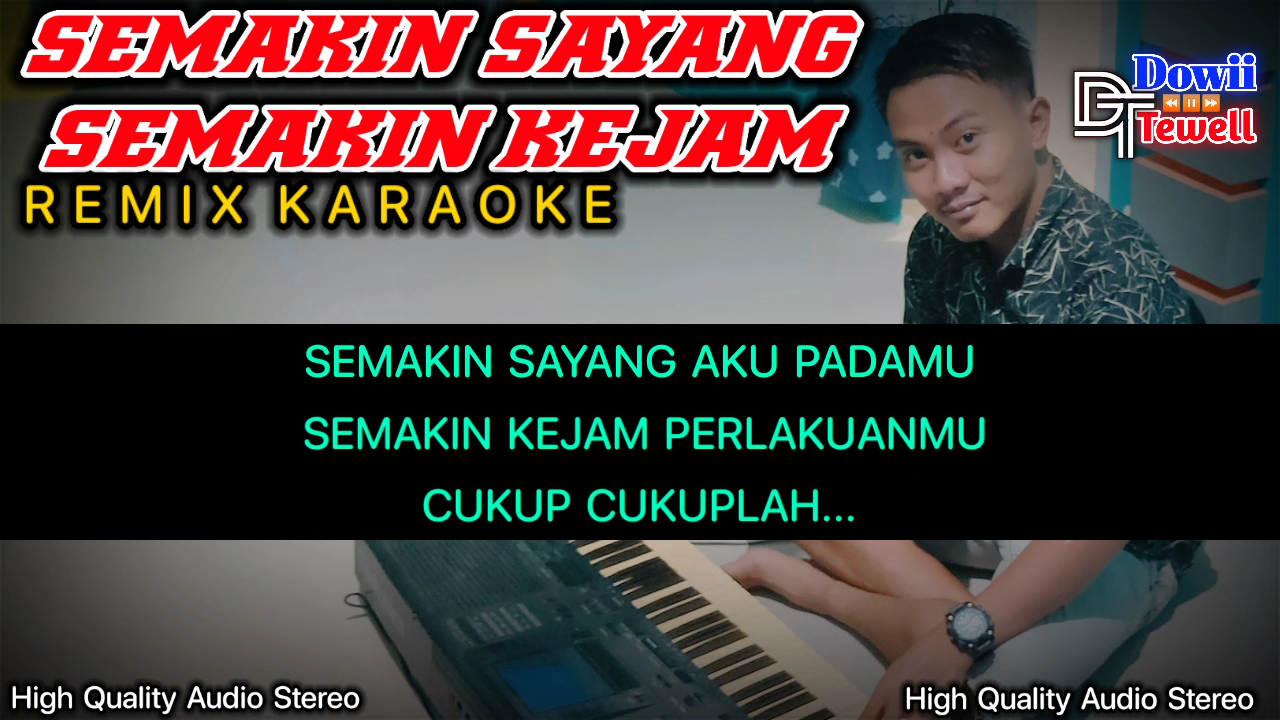 SEMAKIN SAYANG
SEMAKIN KEJAM
REMIX KARAOKE
DT
Dowii
Tewell
SEMAKIN SAYANG AKU PADAMU
SEMAKIN KEJAM PERLAKUANMU
CUKUP CUKUPLAH...
High Quality Audio Stereo
High Quality Audio Stereo